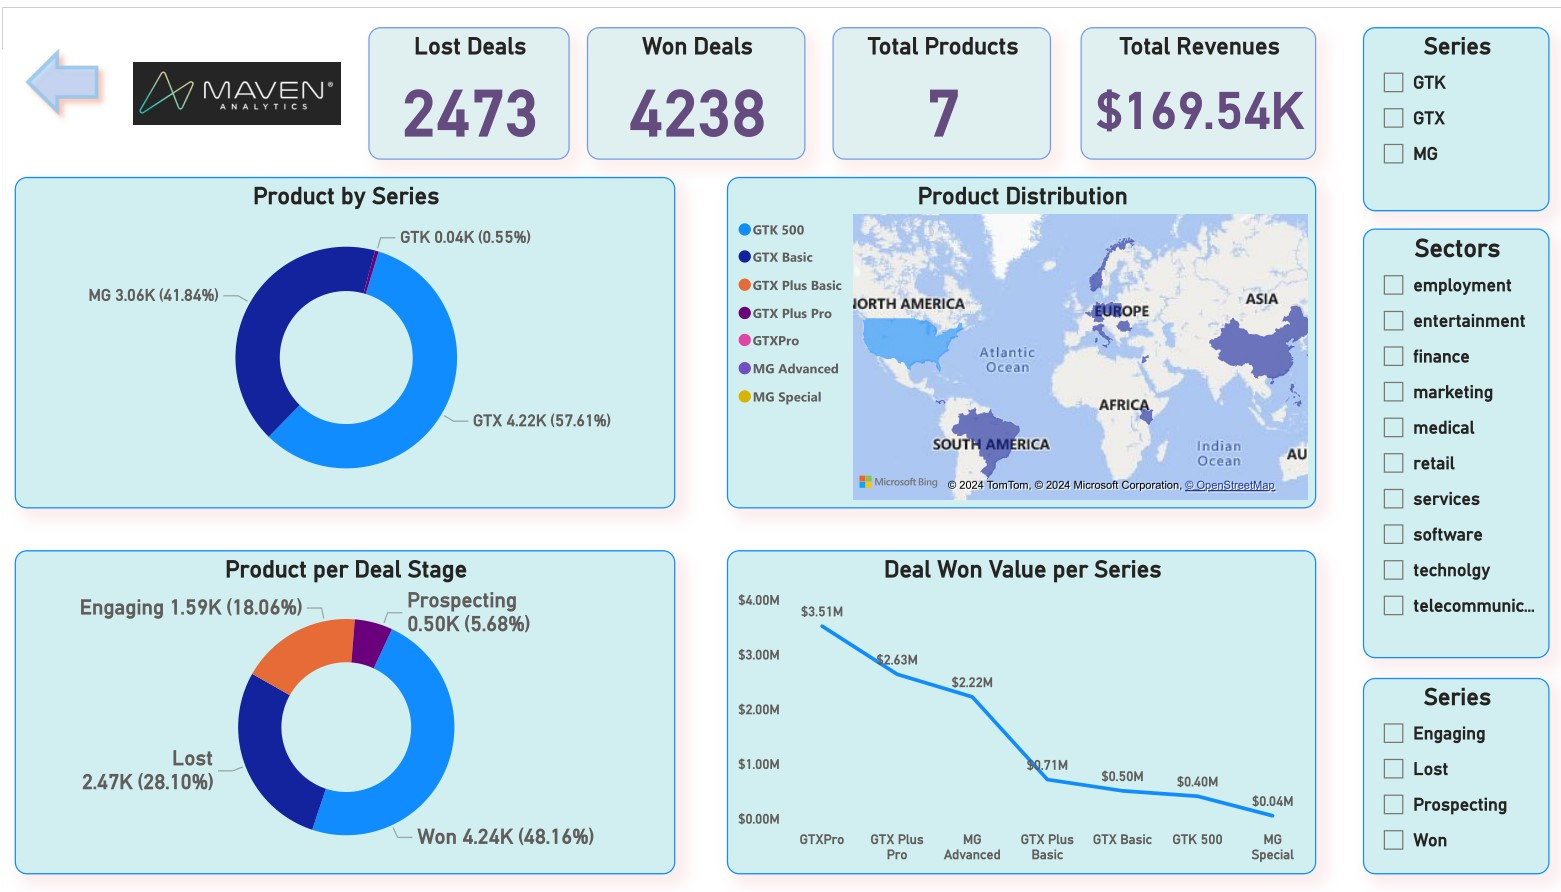 MAVEN®
ANALYTICS
Lost Deals
2473
Won Deals
4238
Total Products
7
Total Revenues
$169.54K
Series
GTK
GTX
MG
Product by Series
GTK 0.04K (0.55%)
MG 3.06K (41.84%)
GTX 4.22K (57.61%)
Product Distribution
GTK 500
GTX Basic
GTX Plus Basic
GTX Plus Pro
GTXPro
MG Advanced
MG Special
NORTH AMERICA
EUROPE
ASIA
Atlantic
Ocean
AFRICA
SOUTH AMERICA
Indian
Ocean
AU
Microsoft Bing
© 2024 TomTom, © 2024 Microsoft Corporation, © OpenStreetMap
Sectors
employment
entertainment
finance
marketing
medical
retail
services
software
technolgy
telecommunic...
Product per Deal Stage
Engaging 1.59K (18.06%)
Prospecting
0.50K (5.68%)
Lost
2.47K (28.10%)
Won 4.24K (48.16%)
Deal Won Value per Series
$4.00M
$3.00M
$2.00M
$1.00M
$0.00M
$3.51M
$2.63M
$2.22M
$0.71M
$0.50M
$0.40M
$0.04M
GTXPro
GTX Plus
Pro
MG
Advanced
GTX Plus
Basic
GTX Basic
GTK 500
MG
Special
Series
Engaging
Lost
Prospecting
Won